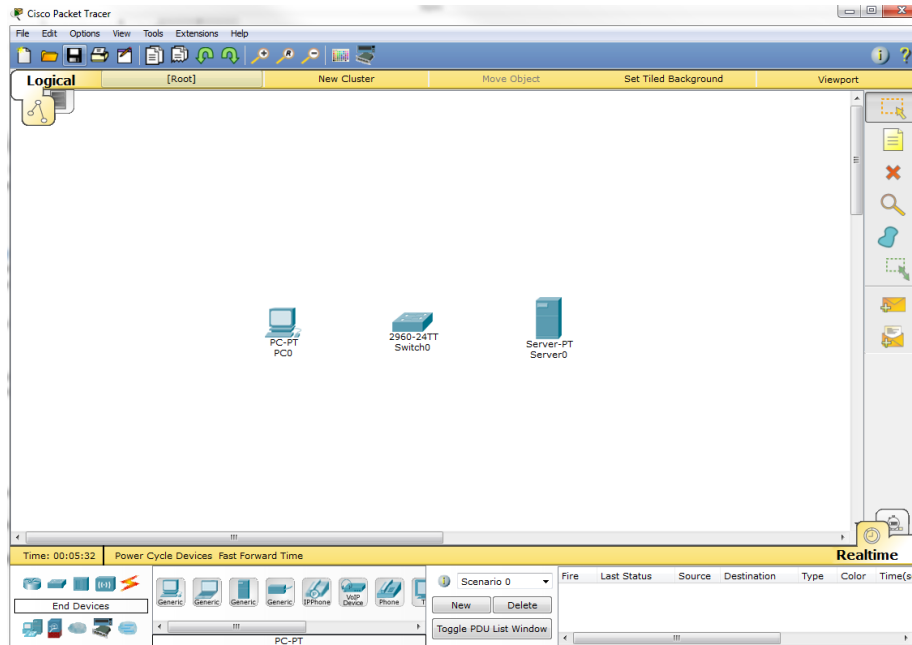 Cisco Packet Tracer
File Edit Options View Tools Extensions Help
Logical [Root] New Cluster Move Object Set Tiled Background Viewport
PC-PT
PC0
2960-24TT
Switch0
Server-PT
Server0
Time: 00:05:32 Power Cycle Devices Fast Forward Time Realtime
End Devices
Generic Generic Generic Generic IPPhone VoIP Device Phone T
PC-PT
Scenario 0
New Delete
Toggle PDU List Window
Fire Last Status Source Destination Type Color Time(s